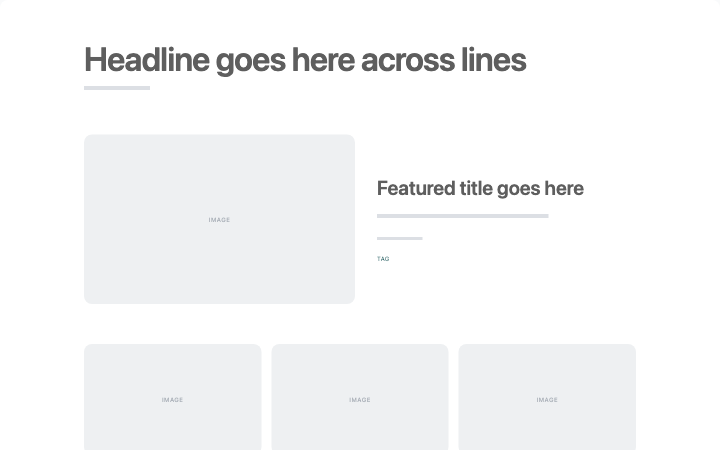 Headline goes here across lines
IMAGE
Featured title goes here
TAG
IMAGE
IMAGE
IMAGE